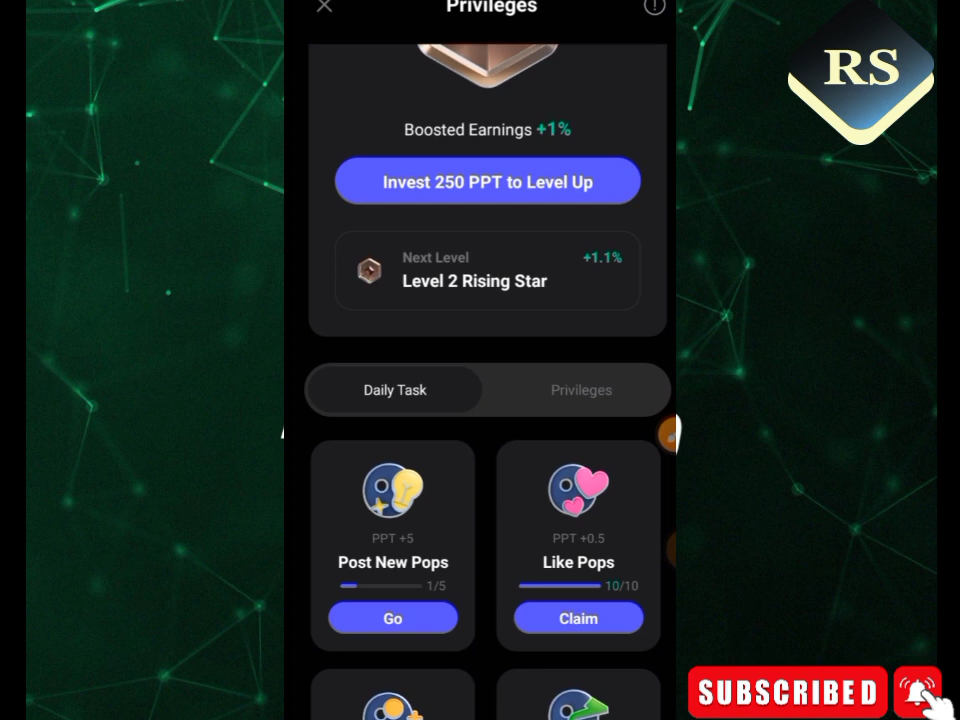 Privileges
RS
Boosted Earnings +1%
Invest 250 PPT to Level Up
Next Level +1.1%
Level 2 Rising Star
Daily Task Privileges
PPT +5 PPT +0.5
Post New Pops Like Pops
1/5 10/10
Go Claim
SUBSCRIBED